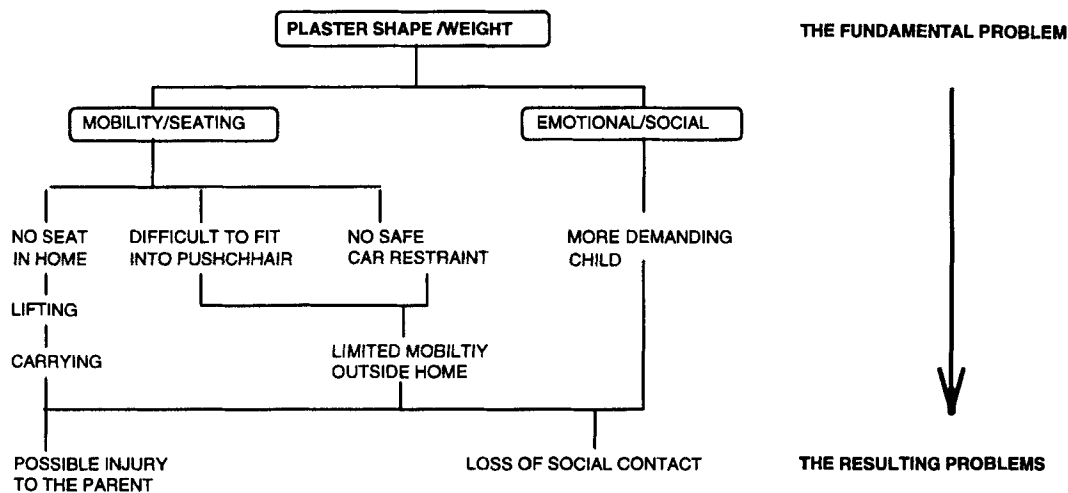 PLASTER SHAPE /WEIGHT
THE FUNDAMENTAL PROBLEM
MOBILITY/SEATING
EMOTIONAL/SOCIAL
NO SEAT
IN HOME
DIFFICULT TO FIT
INTO PUSHCHHAIR
NO SAFE
CAR RESTRAINT
MORE DEMANDING
CHILD
LIFTING
CARRYING
LIMITED MOBILTIY
OUTSIDE HOME
POSSIBLE INJURY
TO THE PARENT
LOSS OF SOCIAL CONTACT
THE RESULTING PROBLEMS